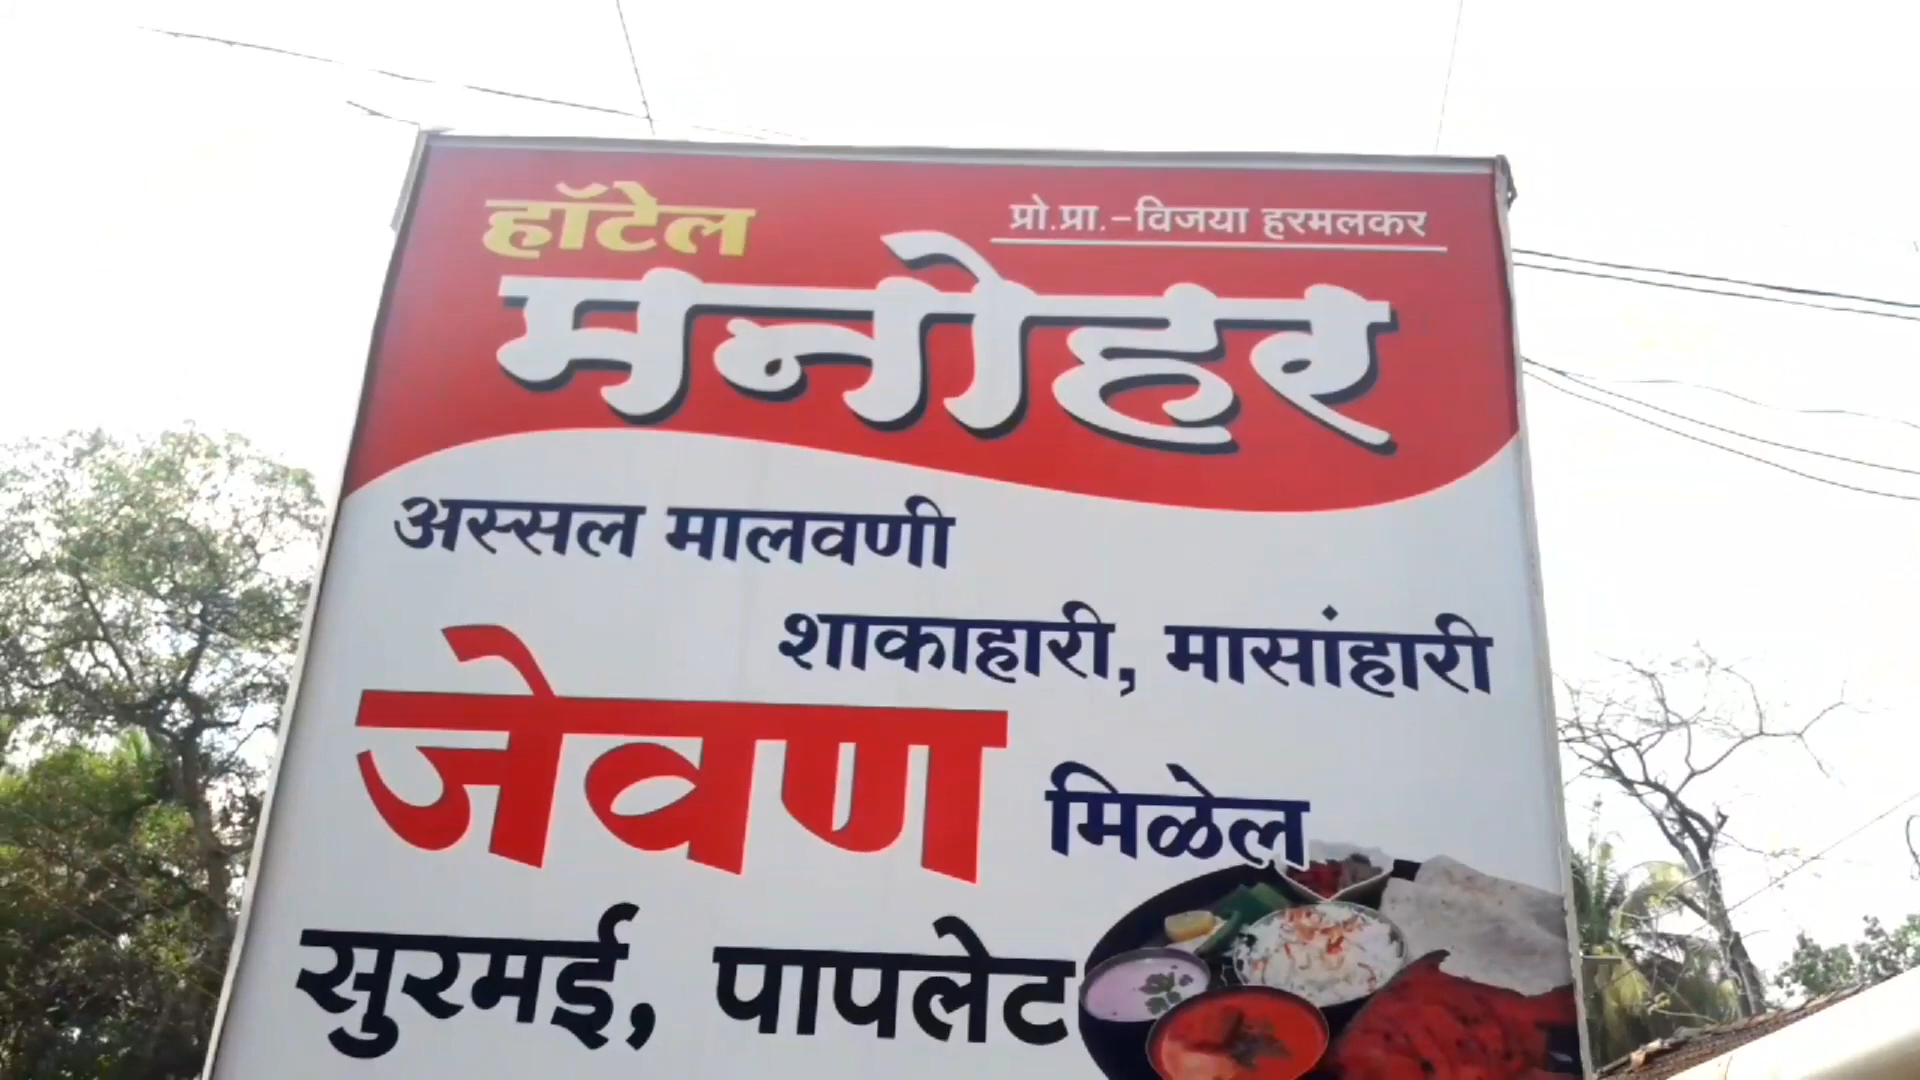 हॉटेल
प्रो.प्रा.-विजया हरमलकर
मनोहर
अस्सल मालवणी
शाकाहारी, मासांहारी
जेवण मिळेल
सुरमई, पापलेट